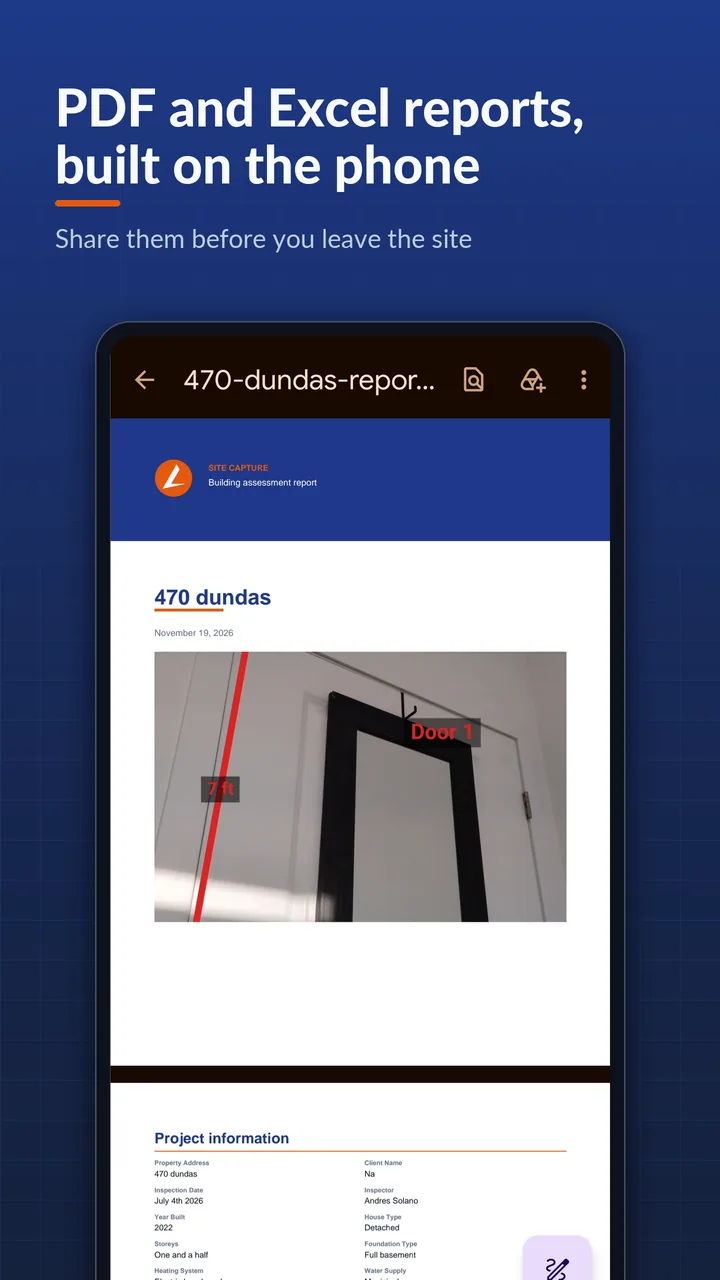 PDF and Excel reports,
built on the phone
Share them before you leave the site
470-dundas-repor...
SITE CAPTURE
Building assessment report
470 dundas
November 19, 2026
Door 1
7 ft
Project information
Property Address
470 dundas
Client Name
Na
Inspection Date
July 4th 2026
Inspector
Andres Solano
Year Built
2022
House Type
Detached
Storeys
One and a half
Foundation Type
Full basement
Heating System
Water Supply